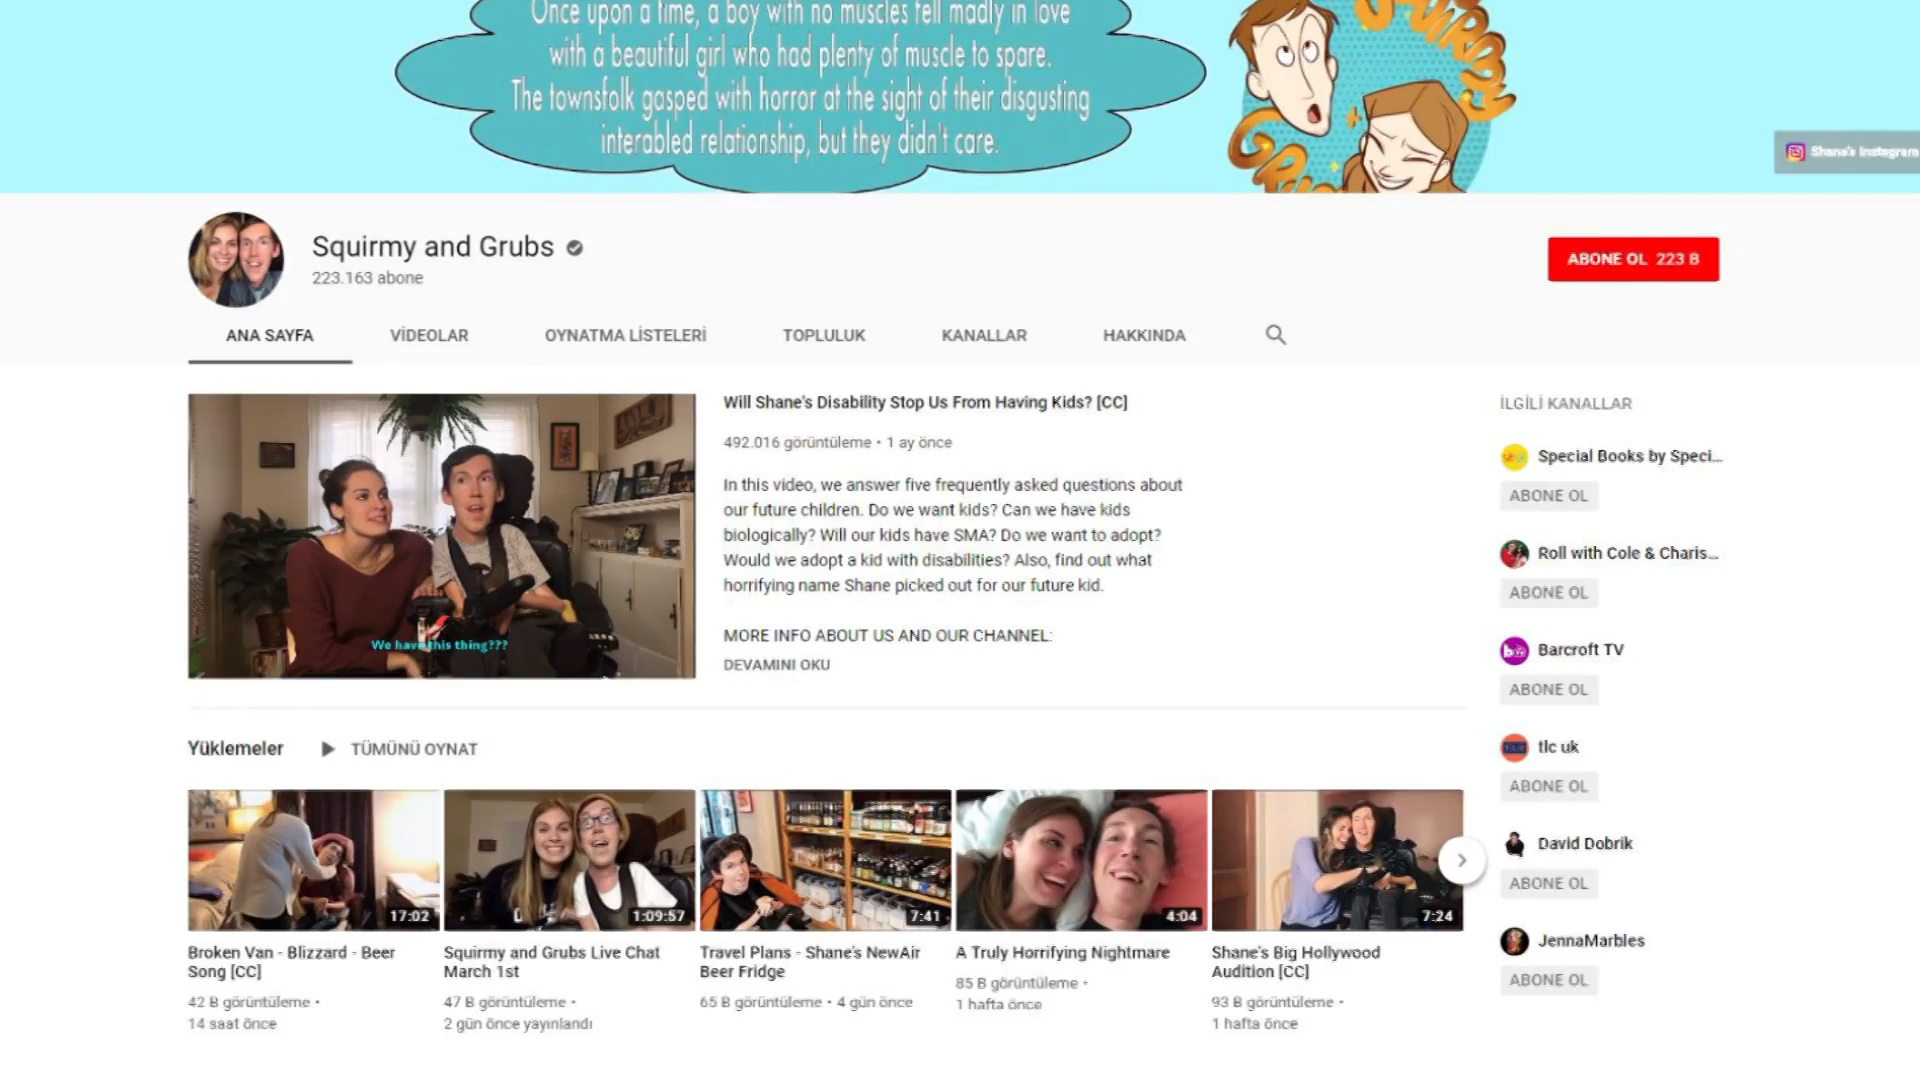 Once upon a time, a boy with no muscles fell madly in love
with a beautiful girl who had plenty of muscle to spare.
The townsfolk gasped with horror at the sight of their disgusting
interabled relationship, but they didn't care.
Shane's Instagram
Squirmy and Grubs
223.163 abone
ABONE OL 223 B
ANA SAYFA
VİDEOLAR
OYNATMA LİSTELERİ
TOPLULUK
KANALLAR
HAKKINDA
We have this thing???
Will Shane's Disability Stop Us From Having Kids? [CC]
492.016 görüntüleme • 1 ay önce
In this video, we answer five frequently asked questions about
our future children. Do we want kids? Can we have kids
biologically? Will our kids have SMA? Do we want to adopt?
Would we adopt a kid with disabilities? Also, find out what
horrifying name Shane picked out for our future kid.
MORE INFO ABOUT US AND OUR CHANNEL:
DEVAMINI OKU
İLGİLİ KANALLAR
Special Books by Speci...
ABONE OL
Roll with Cole & Charis...
ABONE OL
Barcroft TV
ABONE OL
tlc uk
ABONE OL
David Dobrik
ABONE OL
JennaMarbles
ABONE OL
Yüklemeler
TÜMÜNÜ OYNAT
17:02
Broken Van - Blizzard - Beer
Song [CC]
42 B görüntüleme •
14 saat önce
1:09:57
Squirmy and Grubs Live Chat
March 1st
47 B görüntüleme •
2 gün önce yayınlandı
7:41
Travel Plans - Shane's NewAir
Beer Fridge
65 B görüntüleme • 4 gün önce
4:04
A Truly Horrifying Nightmare
85 B görüntüleme •
1 hafta önce
7:24
Shane's Big Hollywood
Audition [CC]
93 B görüntüleme •
1 hafta önce